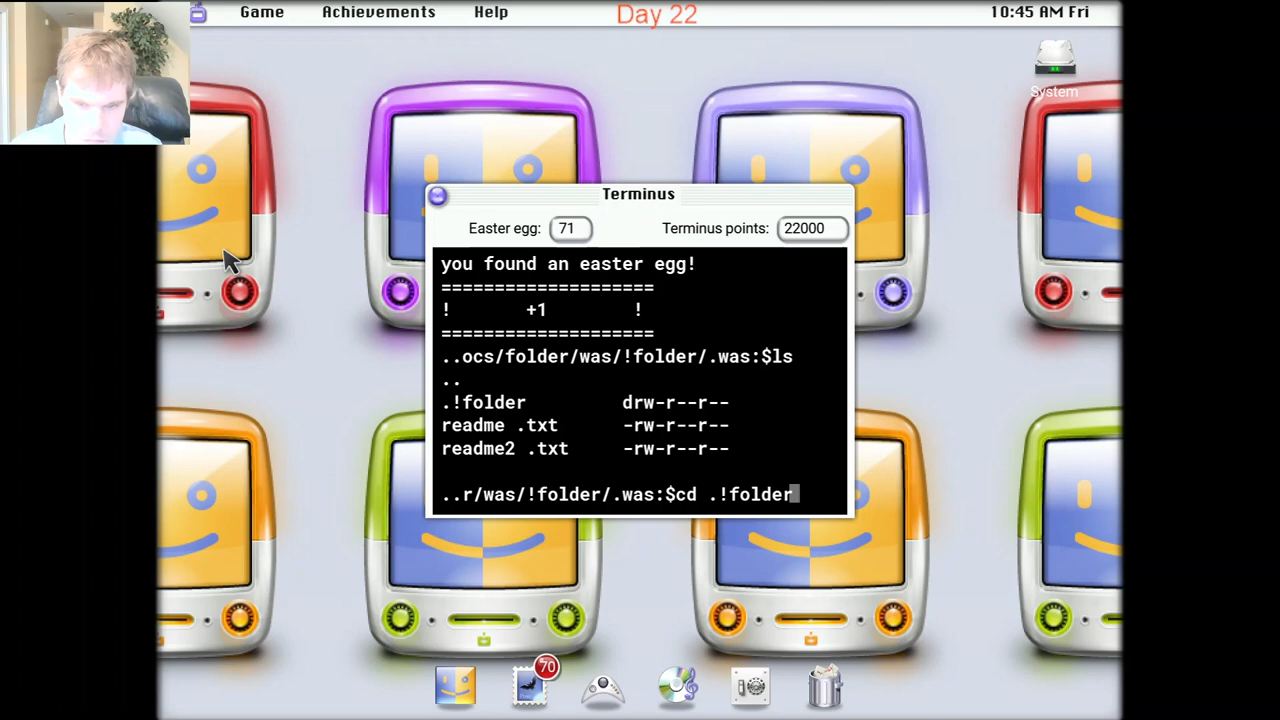 Game Achievements Help Day 22 10:45 AM Fri
System
Terminus
Easter egg: 71 Terminus points: 22000
you found an easter egg!
====================
! +1 !
====================
..ocs/folder/was/!folder/.was:$ls
..
.!folder drw-r--r--
readme .txt -rw-r--r--
readme2 .txt -rw-r--r--
..r/was/!folder/.was:$cd .!folder
70